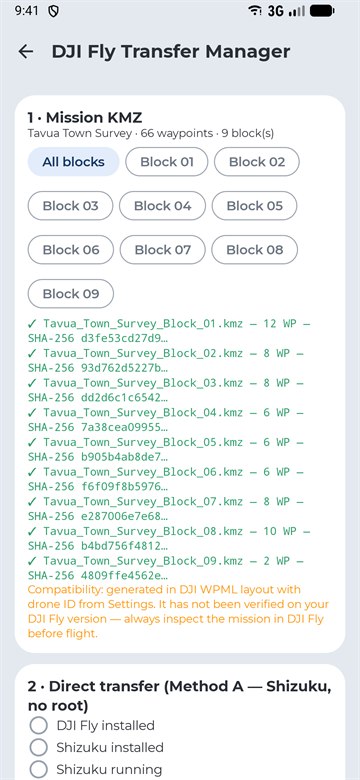 9:41 3G
DJI Fly Transfer Manager
1 · Mission KMZ
Tavua Town Survey · 66 waypoints · 9 block(s)
All blocks Block 01 Block 02
Block 03 Block 04 Block 05
Block 06 Block 07 Block 08
Block 09
✓ Tavua_Town_Survey_Block_01.kmz — 12 WP —
SHA-256 d3fe53cd27d9…
✓ Tavua_Town_Survey_Block_02.kmz — 8 WP —
SHA-256 93d762d5227b…
✓ Tavua_Town_Survey_Block_03.kmz — 8 WP —
SHA-256 dd2d6c1c6542…
✓ Tavua_Town_Survey_Block_04.kmz — 6 WP —
SHA-256 7a38cea09955…
✓ Tavua_Town_Survey_Block_05.kmz — 6 WP —
SHA-256 b905b4ab8de7…
✓ Tavua_Town_Survey_Block_06.kmz — 6 WP —
SHA-256 f6f09f8b5976…
✓ Tavua_Town_Survey_Block_07.kmz — 8 WP —
SHA-256 e287006e7e68…
✓ Tavua_Town_Survey_Block_08.kmz — 10 WP —
SHA-256 b4bd756f4812…
✓ Tavua_Town_Survey_Block_09.kmz — 2 WP —
SHA-256 4809ffe4562e…
Compatibility: generated in DJI WPML layout with
drone ID from Settings. It has not been verified on your
DJI Fly version — always inspect the mission in DJI Fly
before flight.
2 · Direct transfer (Method A — Shizuku,
no root)
DJI Fly installed
Shizuku installed
Shizuku running